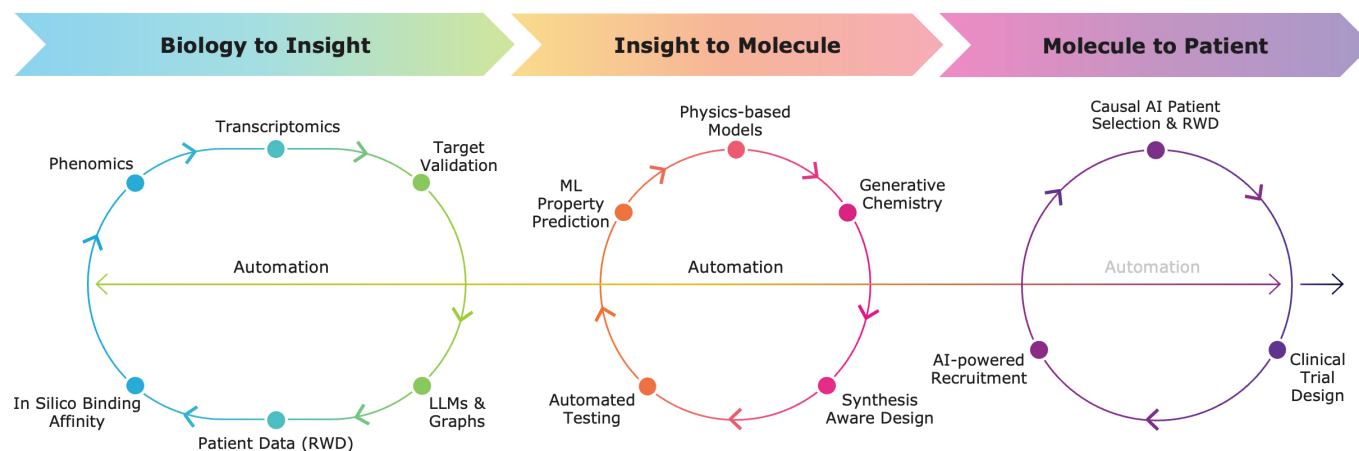 Biology to Insight
Insight to Molecule
Molecule to Patient
Transcriptomics
Phenomics
Target
Validation
Automation
In Silico Binding
Affinity
Patient Data (RWD)
LLMs &
Graphs
Physics-based
Models
ML
Property
Prediction
Generative
Chemistry
Automation
Automated
Testing
Synthesis
Aware Design
Causal AI Patient
Selection & RWD
Automation
AI-powered
Recruitment
Clinical
Trial
Design